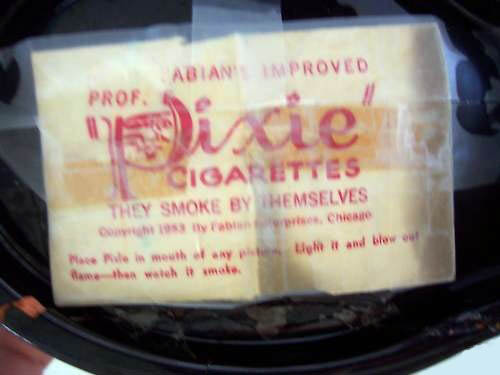 ABIAN'S IMPROVED
PROF.
"Pixie"
CIGARETTES
THEY SMOKE BY THEMSELVES
Copyright 1953 By Fabian Enterprises, Chicago
Place Pixie in mouth of any picture. Light it and blow out
flame—then watch it smoke.